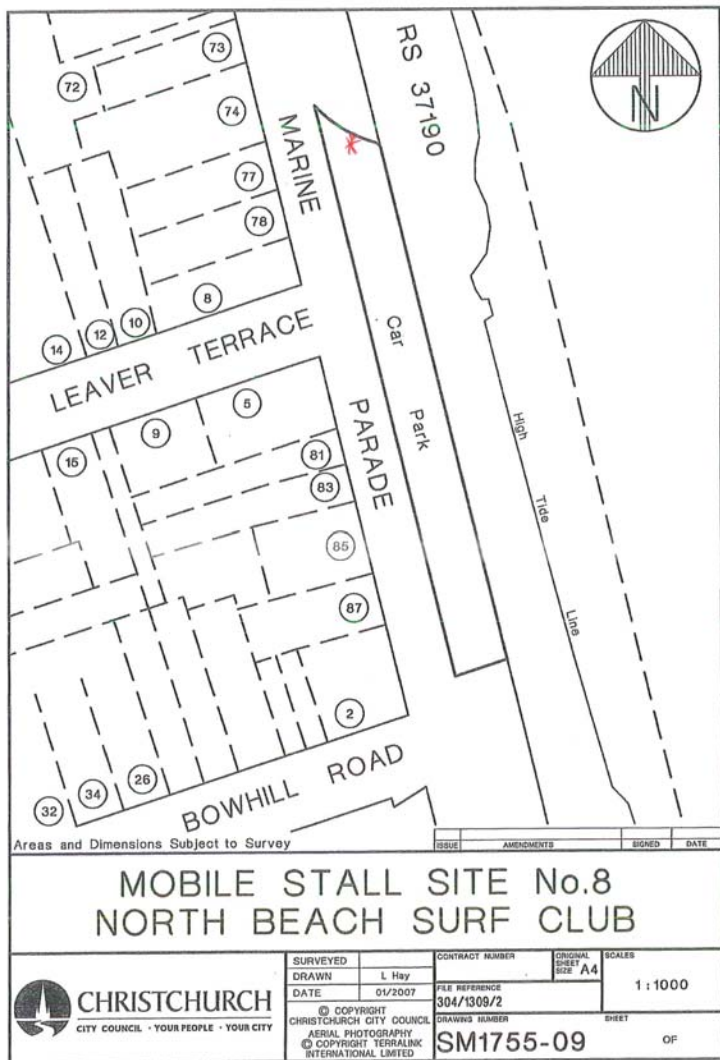 73
72
74
RS 37190
N
MARINE
77
78
8
10
12
14
LEAVER TERRACE
Car Park
5
9
15
PARADE
81
83
85
87
High Tide Line
2
26
34
32
BOWHILL ROAD
Areas and Dimensions Subject to Survey
ISSUE AMENDMENTS SIGNED DATE
MOBILE STALL SITE No.8
NORTH BEACH SURF CLUB
CHRISTCHURCH
CITY COUNCIL · YOUR PEOPLE · YOUR CITY
SURVEYED
DRAWN L Hay
DATE 01/2007
© COPYRIGHT
CHRISTCHURCH CITY COUNCIL
AERIAL PHOTOGRAPHY
© COPYRIGHT TERRALINK
INTERNATIONAL LIMITED
CONTRACT NUMBER
ORIGINAL SHEET SIZE A4
SCALES
1:1000
FILE REFERENCE
304/1309/2
DRAWING NUMBER
SM1755-09
SHEET
OF